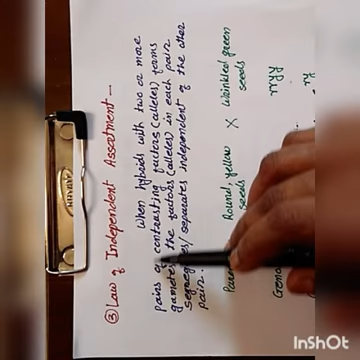 ③ Law of Independent Assortment —
When hybrids with two or more
pairs of contrasting factors (alleles) forms
gametes, the factors (alleles) in each pair
segregates/ separates independent of the other
pair.
Round, yellow X Wrinkled green
seeds seeds
rryy
InShOt